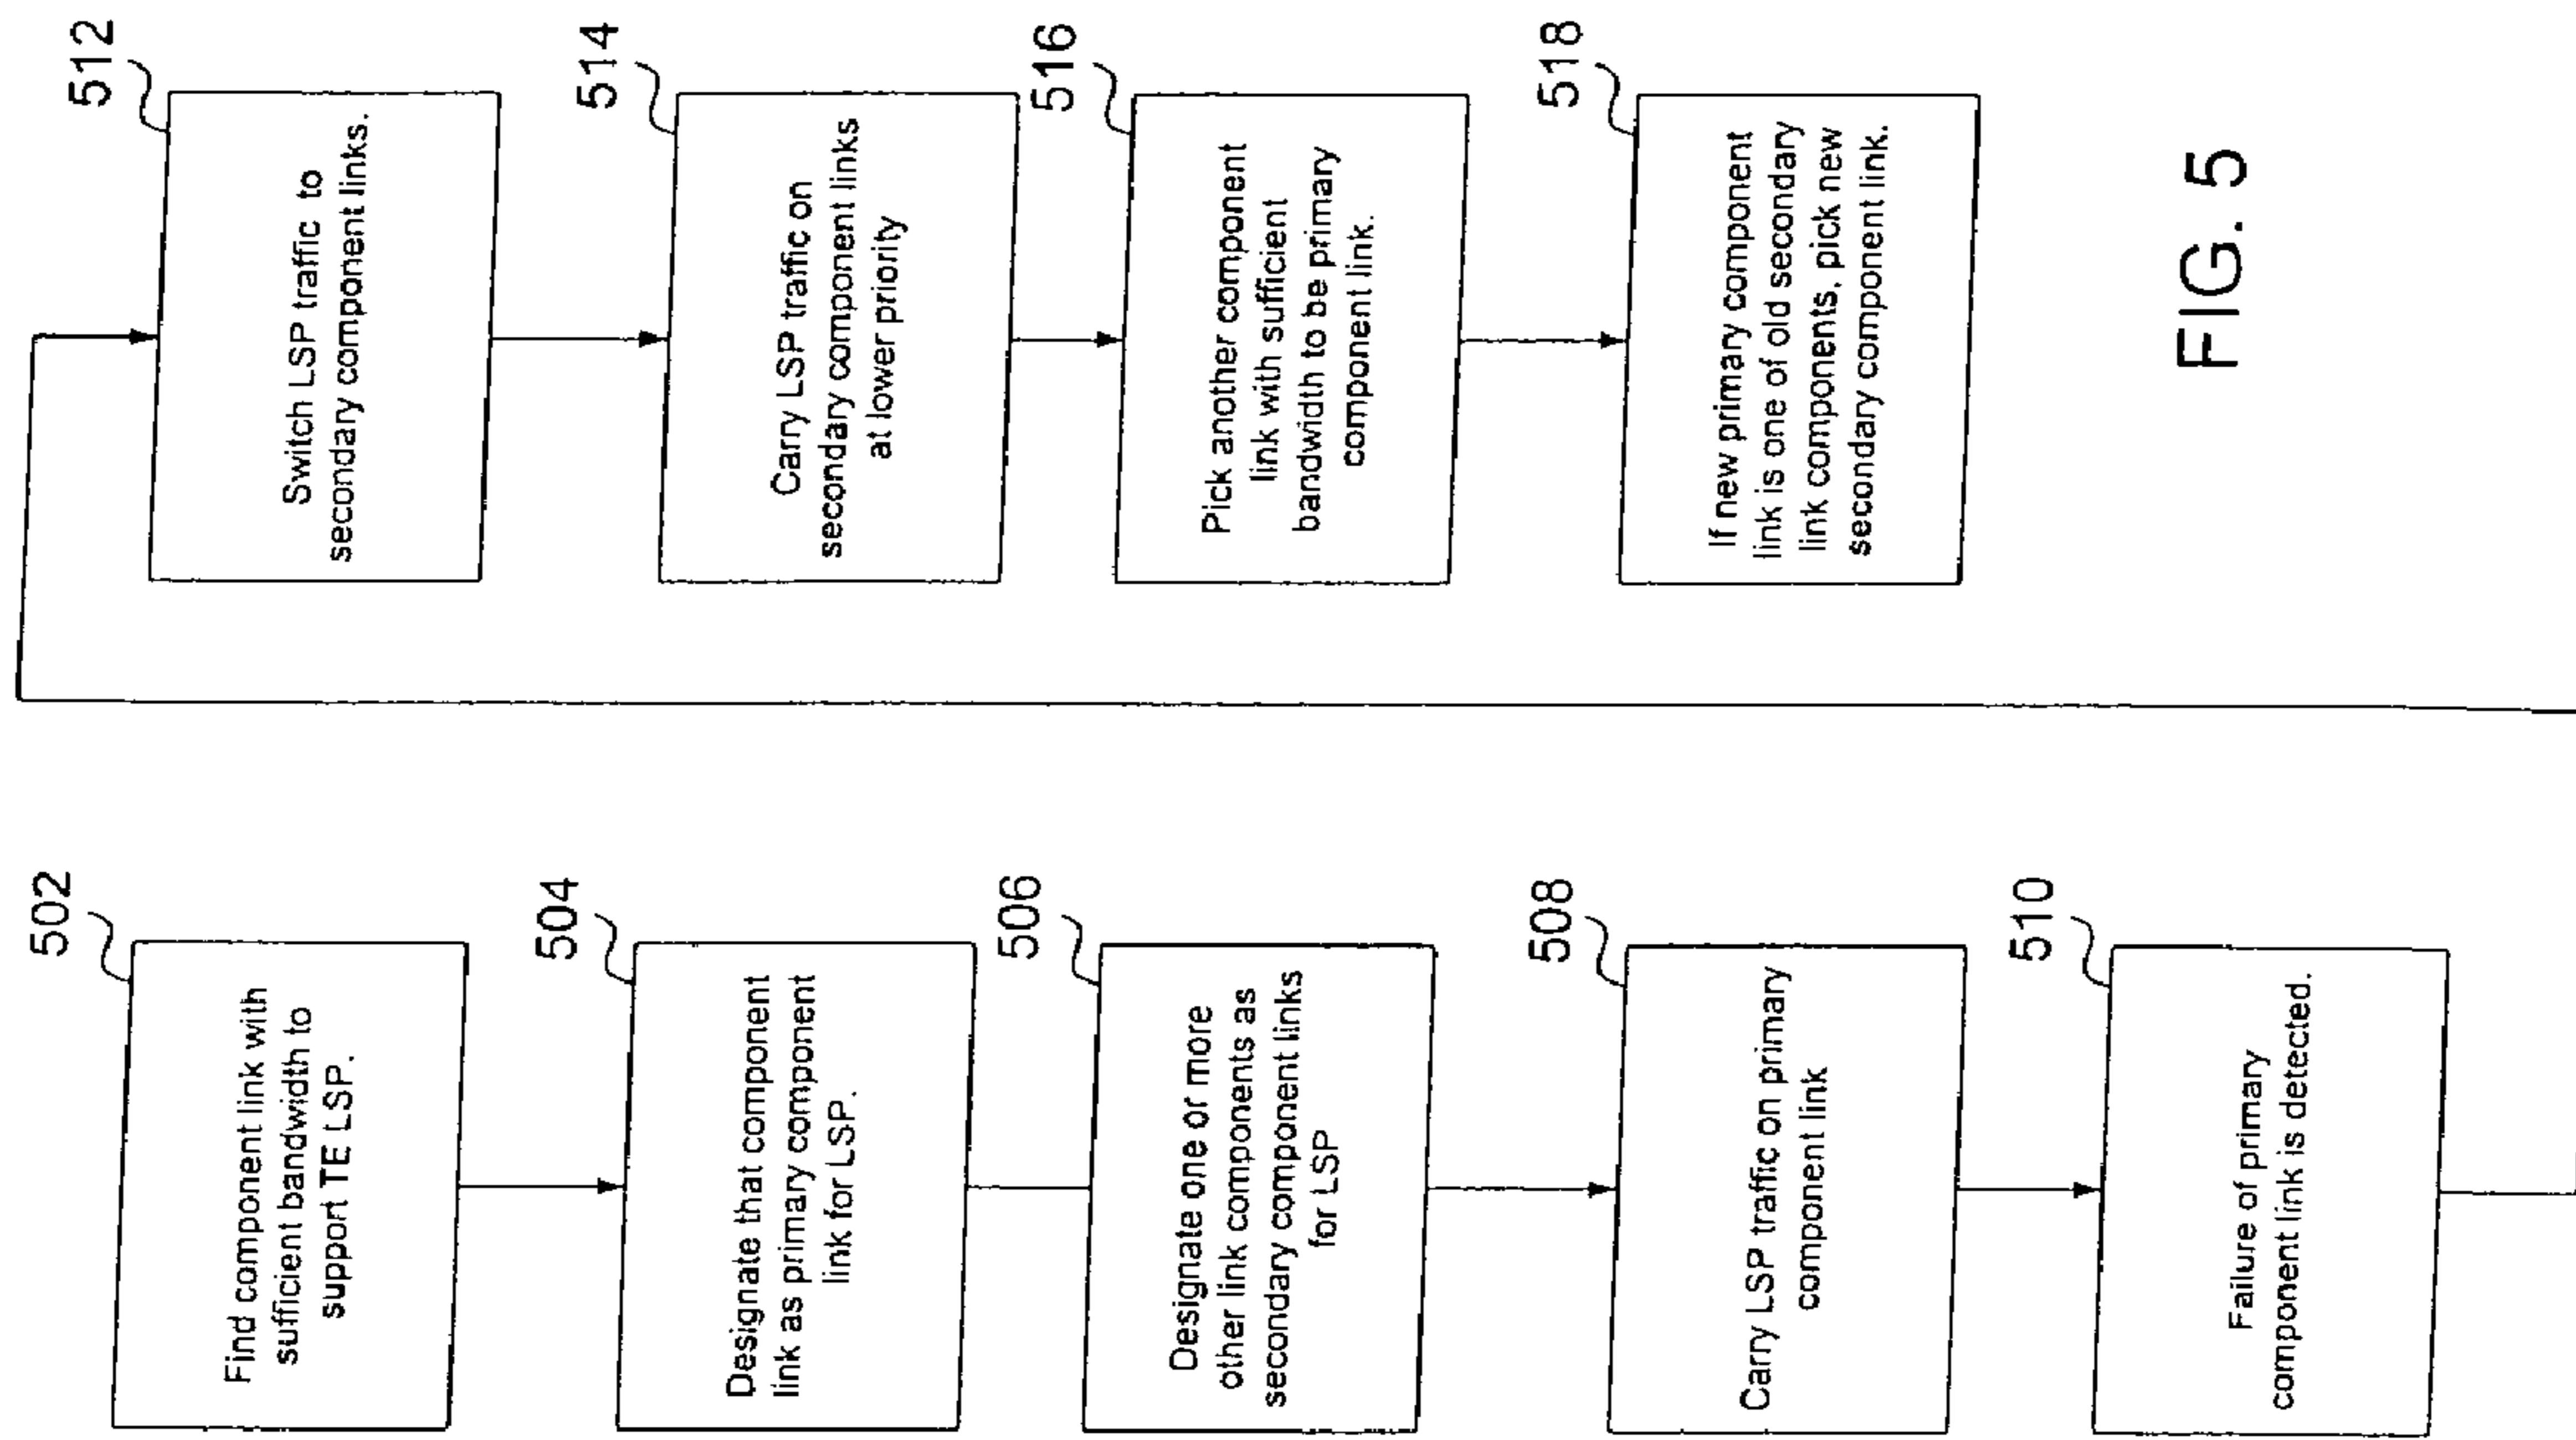 502
Find component link with
sufficient bandwidth to
support TE LSP.
504
Designate that component
link as primary component
link for LSP.
506
Designate one or more
other link components as
secondary component links
for LSP
508
Carry LSP traffic on primary
component link
510
Failure of primary
component link is detected.
512
Switch LSP traffic to
secondary component links.
514
Carry LSP traffic on
secondary component links
at lower priority
516
Pick another component
link with sufficient
bandwidth to be primary
component link.
518
If new primary component
link is one of old secondary
link components, pick new
secondary component link.
FIG. 5